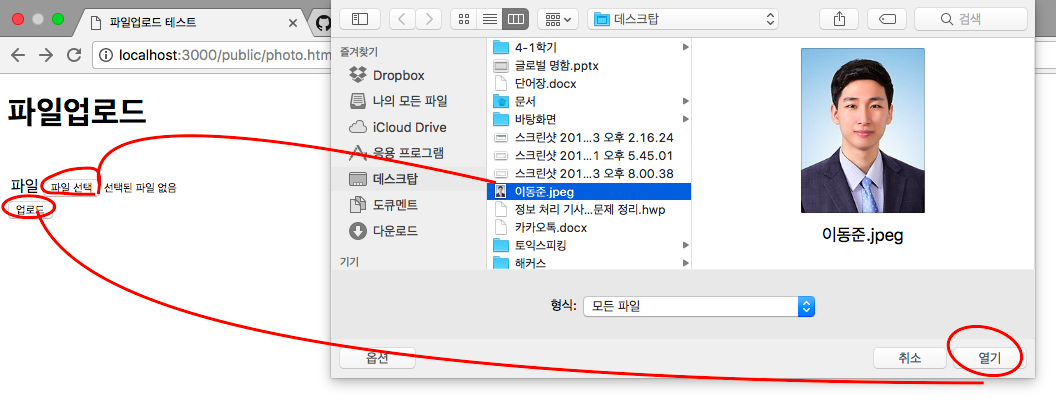 파일업로드 테스트
localhost:3000/public/photo.htm
파일업로드
파일 파일 선택 선택된 파일 없음
업로드
데스크탑
검색
즐겨찾기
Dropbox
나의 모든 파일
iCloud Drive
응용 프로그램
데스크탑
도큐멘트
다운로드
기기
4-1학기
글로벌 명함.pptx
단어장.docx
문서
바탕화면
스크린샷 201...3 오후 2.16.24
스크린샷 201...1 오후 5.45.01
스크린샷 201...3 오후 8.00.38
이동준.jpeg
정보 처리 기사...문제 정리.hwp
카카오톡.docx
토익스피킹
해커스
이동준.jpeg
형식: 모든 파일
옵션
취소
열기